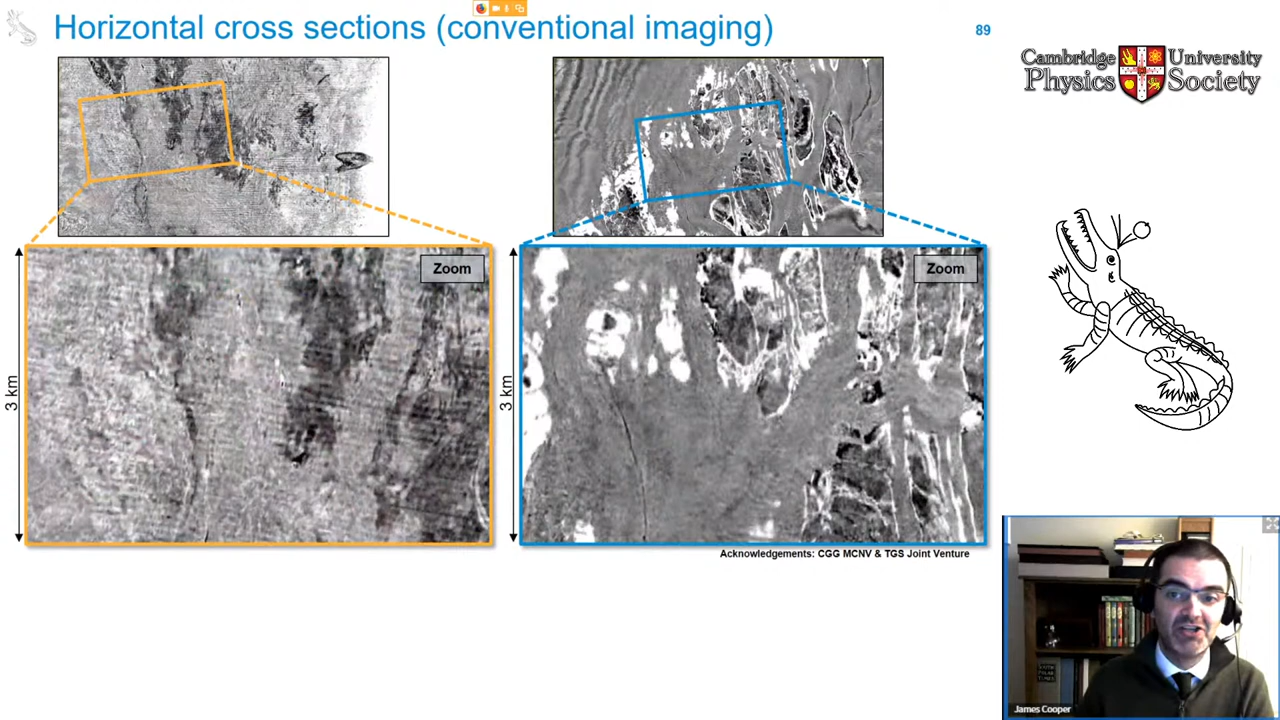 Horizontal cross sections (conventional imaging)
89
Cambridge University
Physics Society
Zoom
Zoom
3 km
3 km
Acknowledgements: CGG MCNV & TGS Joint Venture
James Cooper